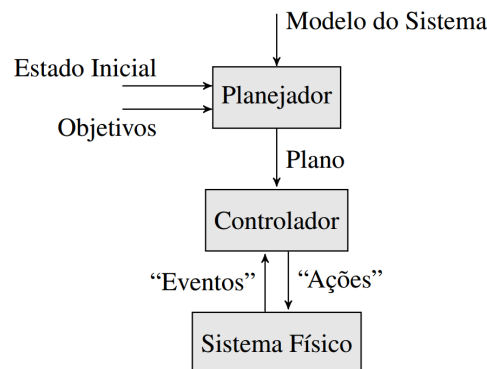 Modelo do Sistema
Estado Inicial
Planejador
Objetivos
Plano
Controlador
“Eventos”
“Ações”
Sistema Físico